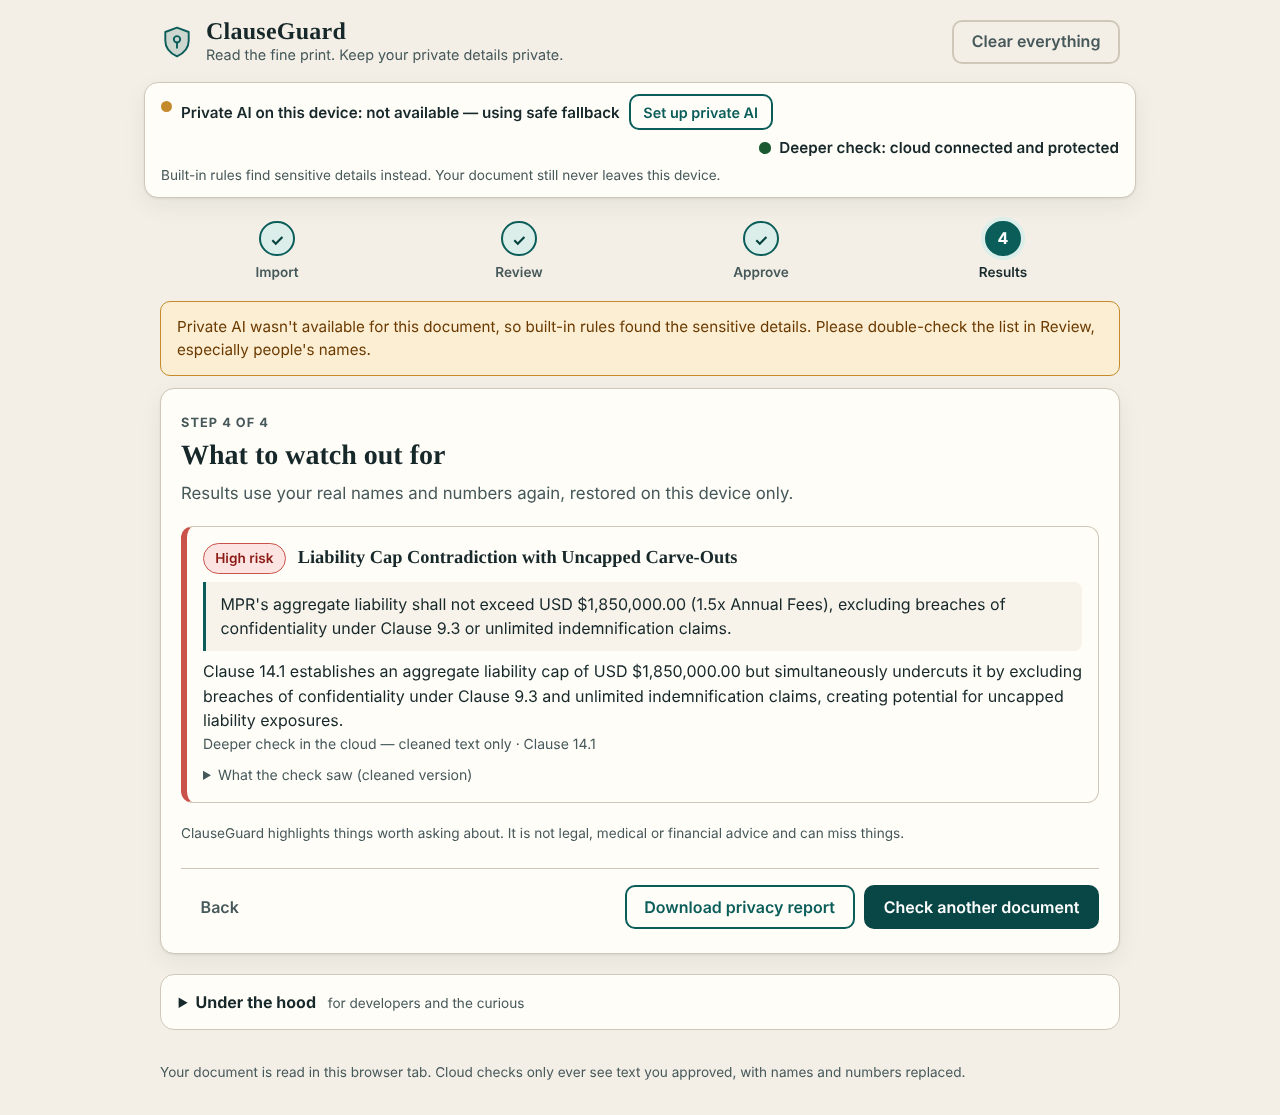 ClauseGuard
Read the fine print. Keep your private details private.
Clear everything
Private AI on this device: not available — using safe fallback
Set up private AI
Deeper check: cloud connected and protected
Built-in rules find sensitive details instead. Your document still never leaves this device.
Import
Review
Approve
4
Results
Private AI wasn't available for this document, so built-in rules found the sensitive details. Please double-check the list in Review,
especially people's names.
STEP 4 OF 4
What to watch out for
Results use your real names and numbers again, restored on this device only.
High risk
Liability Cap Contradiction with Uncapped Carve-Outs
MPR's aggregate liability shall not exceed USD $1,850,000.00 (1.5x Annual Fees), excluding breaches of
confidentiality under Clause 9.3 or unlimited indemnification claims.
Clause 14.1 establishes an aggregate liability cap of USD $1,850,000.00 but simultaneously undercuts it by excluding
breaches of confidentiality under Clause 9.3 and unlimited indemnification claims, creating potential for uncapped
liability exposures.
Deeper check in the cloud — cleaned text only · Clause 14.1
What the check saw (cleaned version)
ClauseGuard highlights things worth asking about. It is not legal, medical or financial advice and can miss things.
Back
Download privacy report
Check another document
Under the hood
for developers and the curious
Your document is read in this browser tab. Cloud checks only ever see text you approved, with names and numbers replaced.